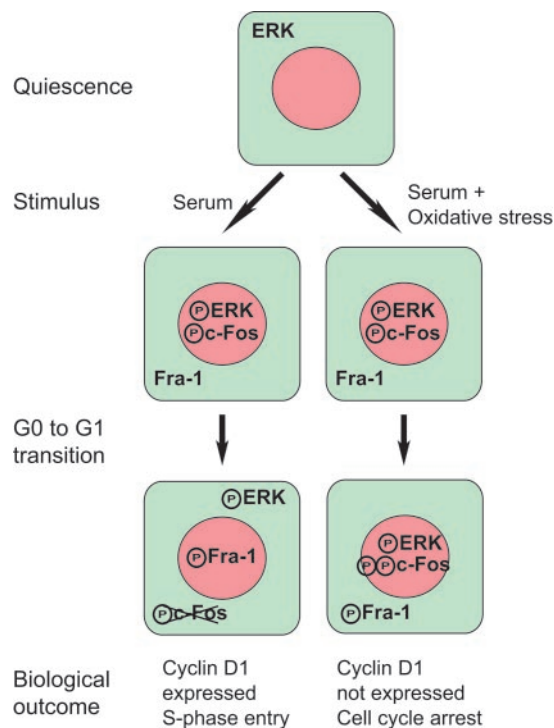 ERK
Quiescence
Stimulus
Serum
Serum +
Oxidative stress
P ERK
P c-Fos
Fra-1
P ERK
P c-Fos
Fra-1
G0 to G1
transition
P ERK
P Fra-1
P c-Fos
P ERK
P P c-Fos
P Fra-1
Biological
outcome
Cyclin D1
expressed
S-phase entry
Cyclin D1
not expressed
Cell cycle arrest